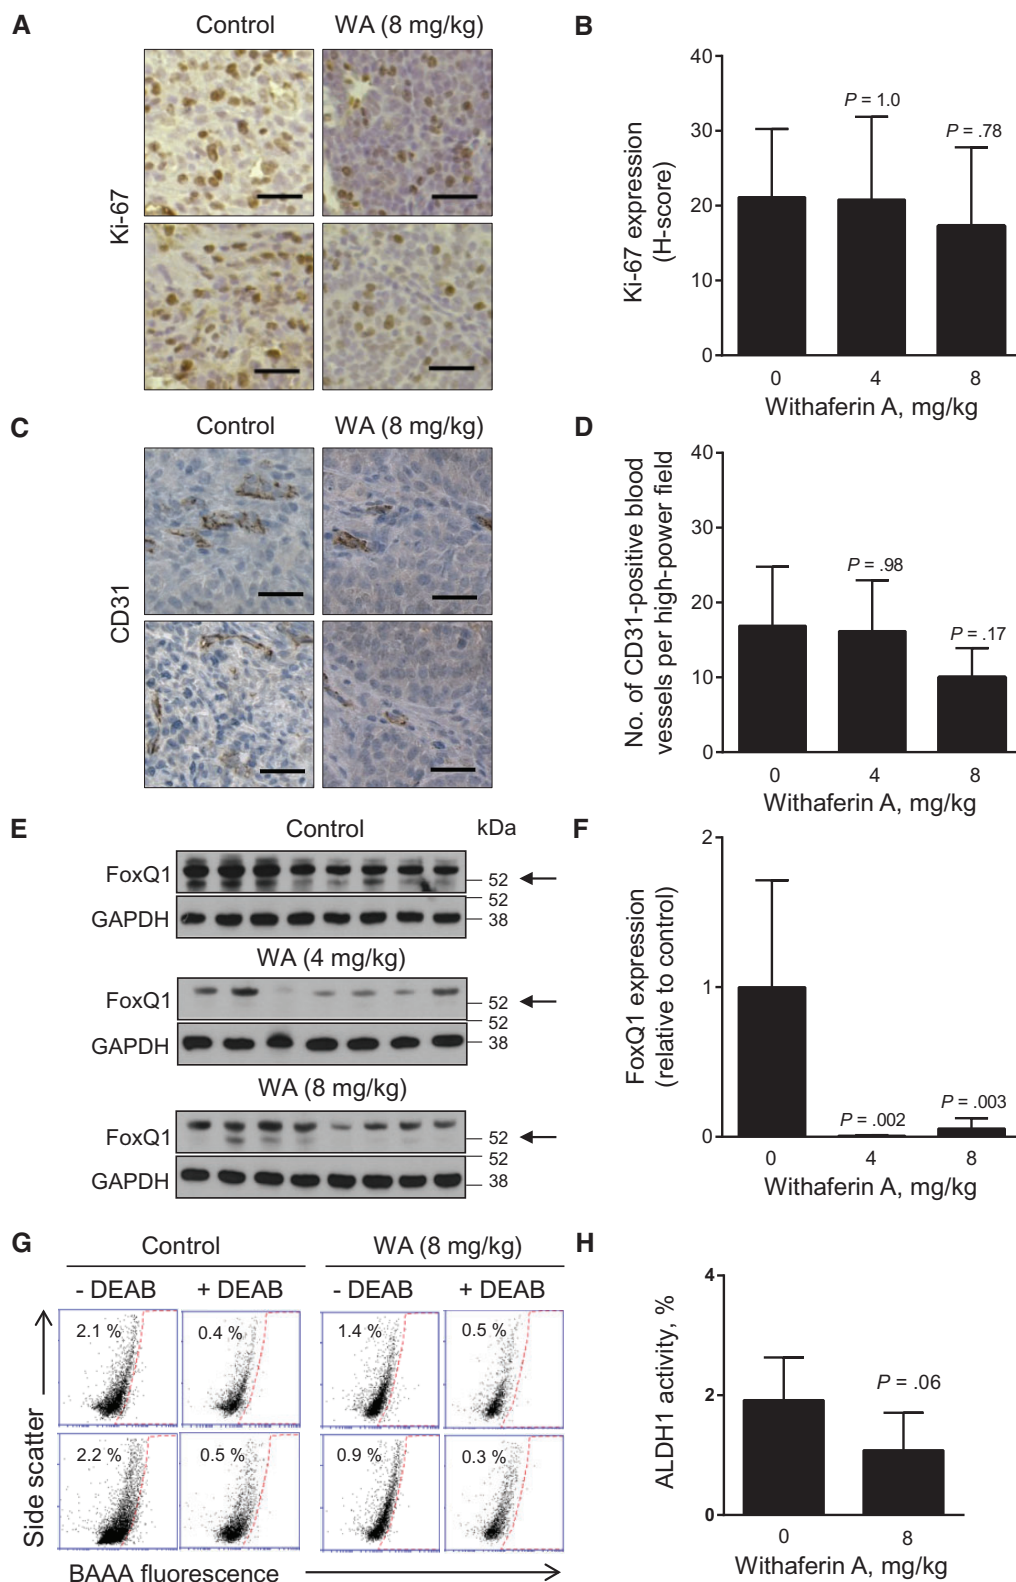 A
Control
WA (8 mg/kg)
Ki-67
B
Ki-67 expression
(H-score)
40
30
20
10
0
P = 1.0
P = .78
0
4
8
Withaferin A, mg/kg
C
Control
WA (8 mg/kg)
CD31
D
No. of CD31-positive blood
vessels per high-power field
40
30
20
10
0
P = .98
P = .17
0
4
8
Withaferin A, mg/kg
E
Control
kDa
FoxQ1
52
52
GAPDH
38
WA (4 mg/kg)
FoxQ1
52
52
GAPDH
38
WA (8 mg/kg)
FoxQ1
52
52
GAPDH
38
F
FoxQ1 expression
(relative to control)
2
1
0
P = .002
P = .003
0
4
8
Withaferin A, mg/kg
G
Control
WA (8 mg/kg)
- DEAB
+ DEAB
- DEAB
+ DEAB
2.1 %
0.4 %
1.4 %
0.5 %
2.2 %
0.5 %
0.9 %
0.3 %
Side scatter
BAAA fluorescence
H
ALDH1 activity, %
4
2
0
P = .06
0
8
Withaferin A, mg/kg